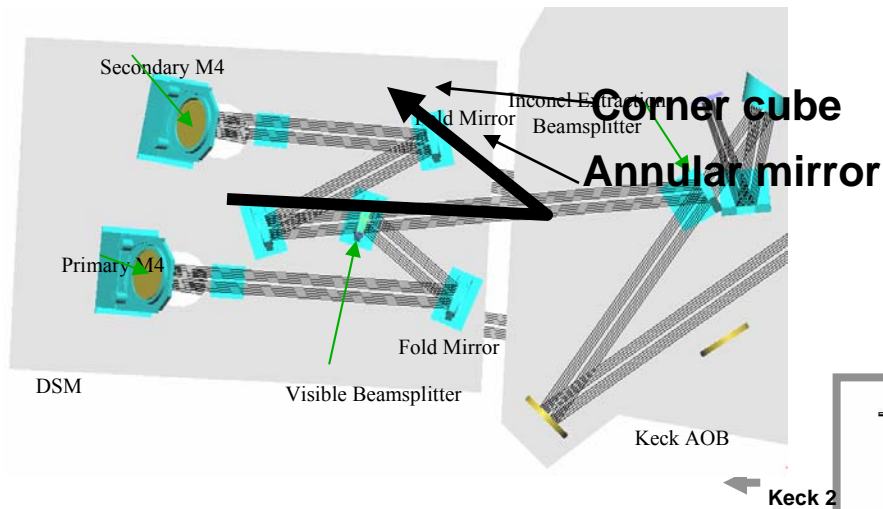 Secondary M4
Inconel Extraction
Beamsplitter
Corner cube
Fold Mirror
Annular mirror
Primary M4
Fold Mirror
DSM
Visible Beamsplitter
Keck AOB
Keck 2